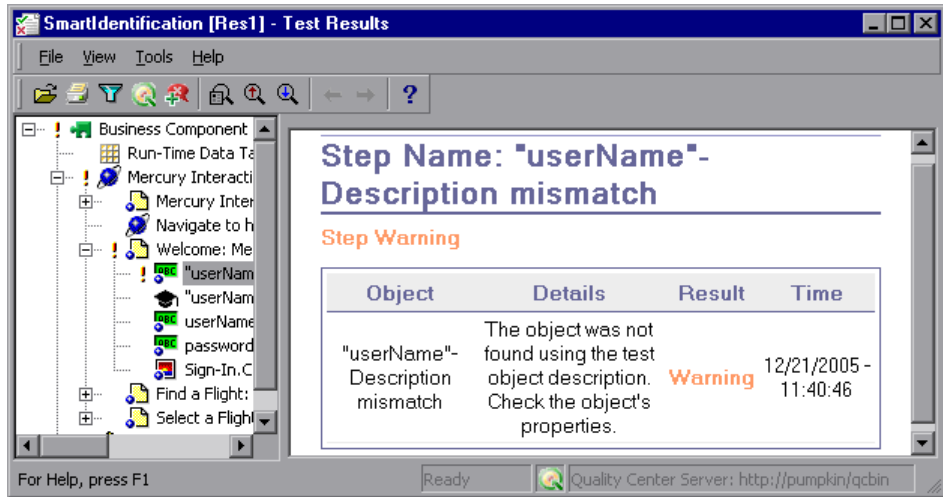 SmartIdentification [Res1] - Test Results
File View Tools Help
Business Component
Run-Time Data Ta
Mercury Interacti
Mercury Inter
Navigate to h
Welcome: Me
"userNam
"userNam
userName
password
Sign-In.C
Find a Flight:
Select a Flight
Step Name: "userName"-
Description mismatch
Step Warning
Object Details Result Time
"userName"-
Description
mismatch
The object was not
found using the test
object description.
Check the object's
properties.
Warning
12/21/2005 -
11:40:46
For Help, press F1
Ready
Quality Center Server: http://pumpkin/qcbin